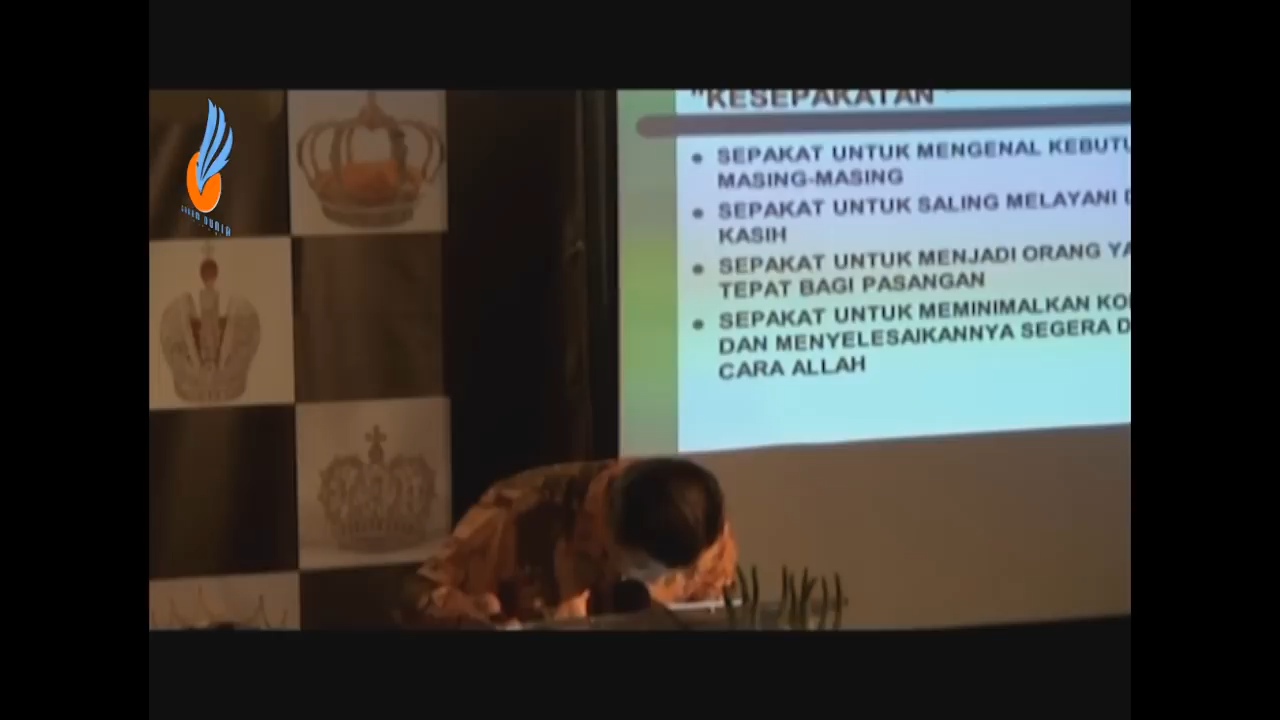 "KESEPAKATAN"
SEPAKAT UNTUK MENGENAL
MASING-MASING
SEPAKAT UNTUK SALING MELAYANI
KASIH
SEPAKAT UNTUK MENJADI ORANG
TEPAT BAGI PASANGAN
SEPAKAT UNTUK MEMINIMALKAN
DAN MENYELESAIKANNYA SEGERA
CARA ALLAH